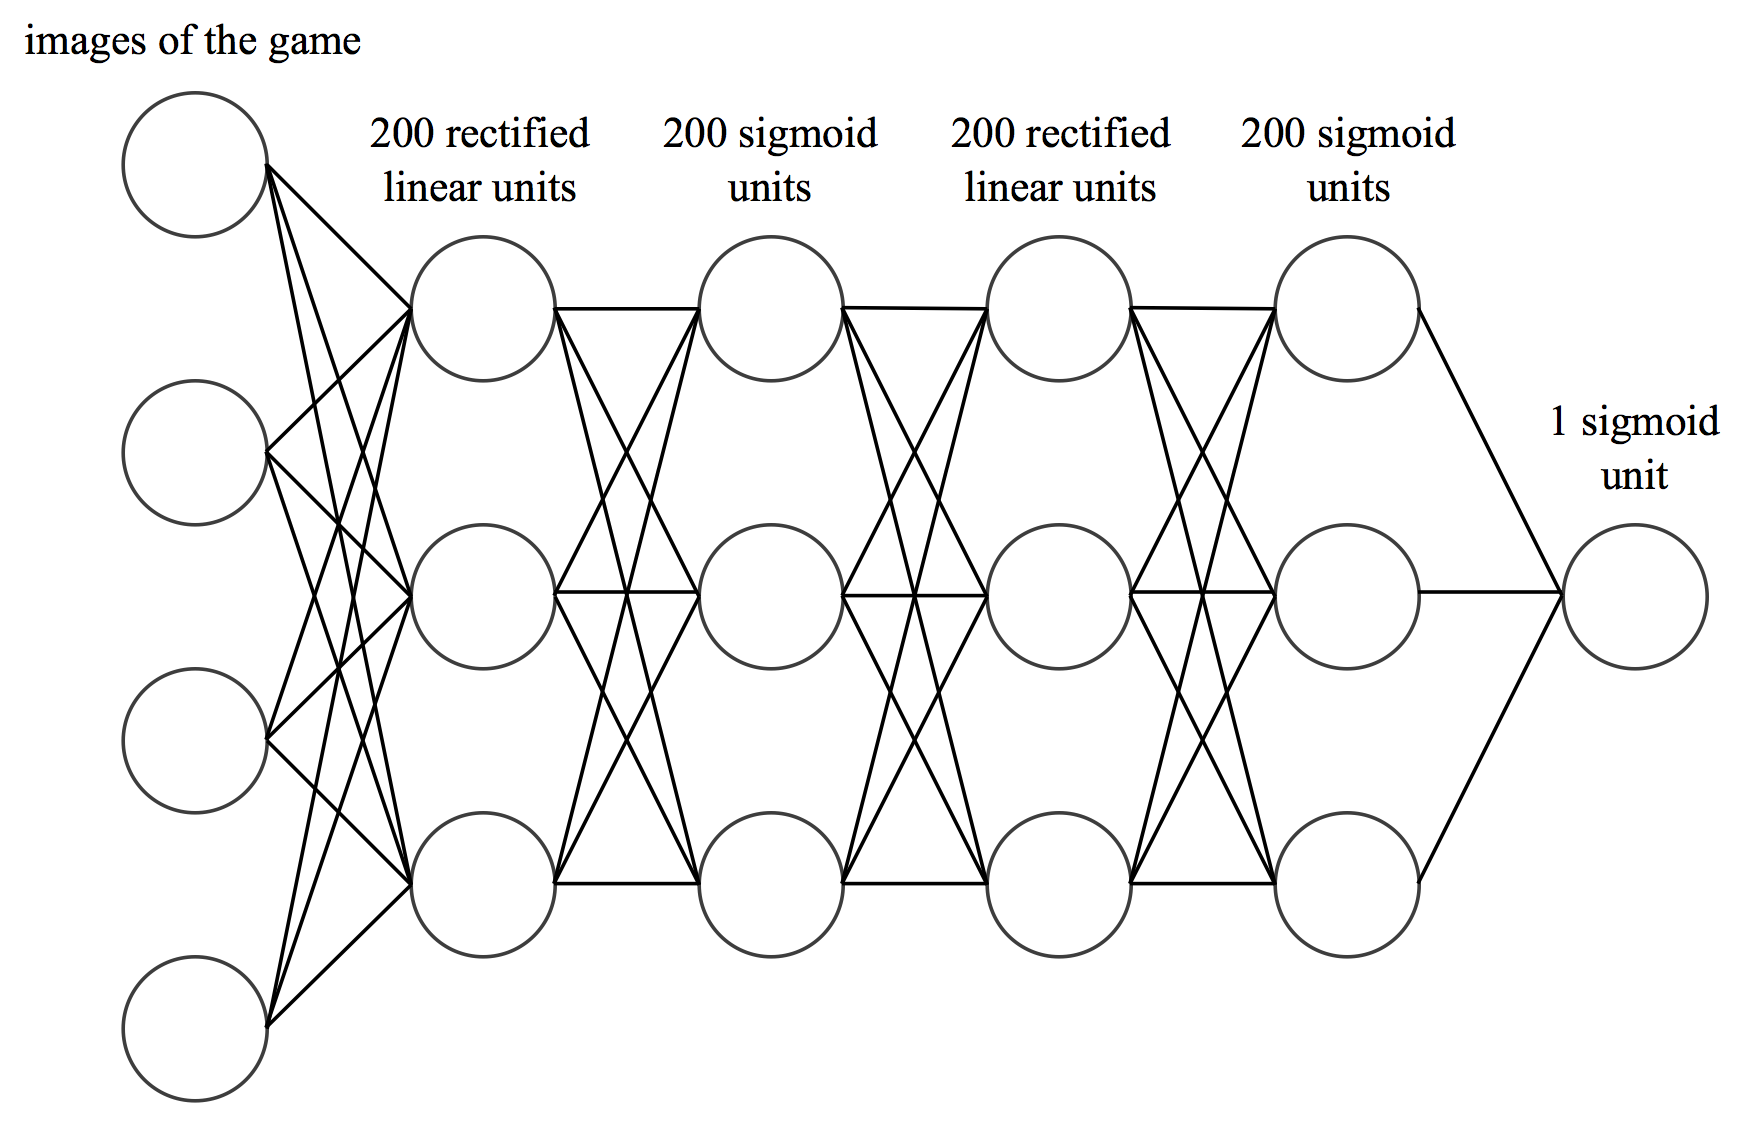 images of the game
200 rectified
linear units
200 sigmoid
units
200 rectified
linear units
200 sigmoid
units
1 sigmoid
unit